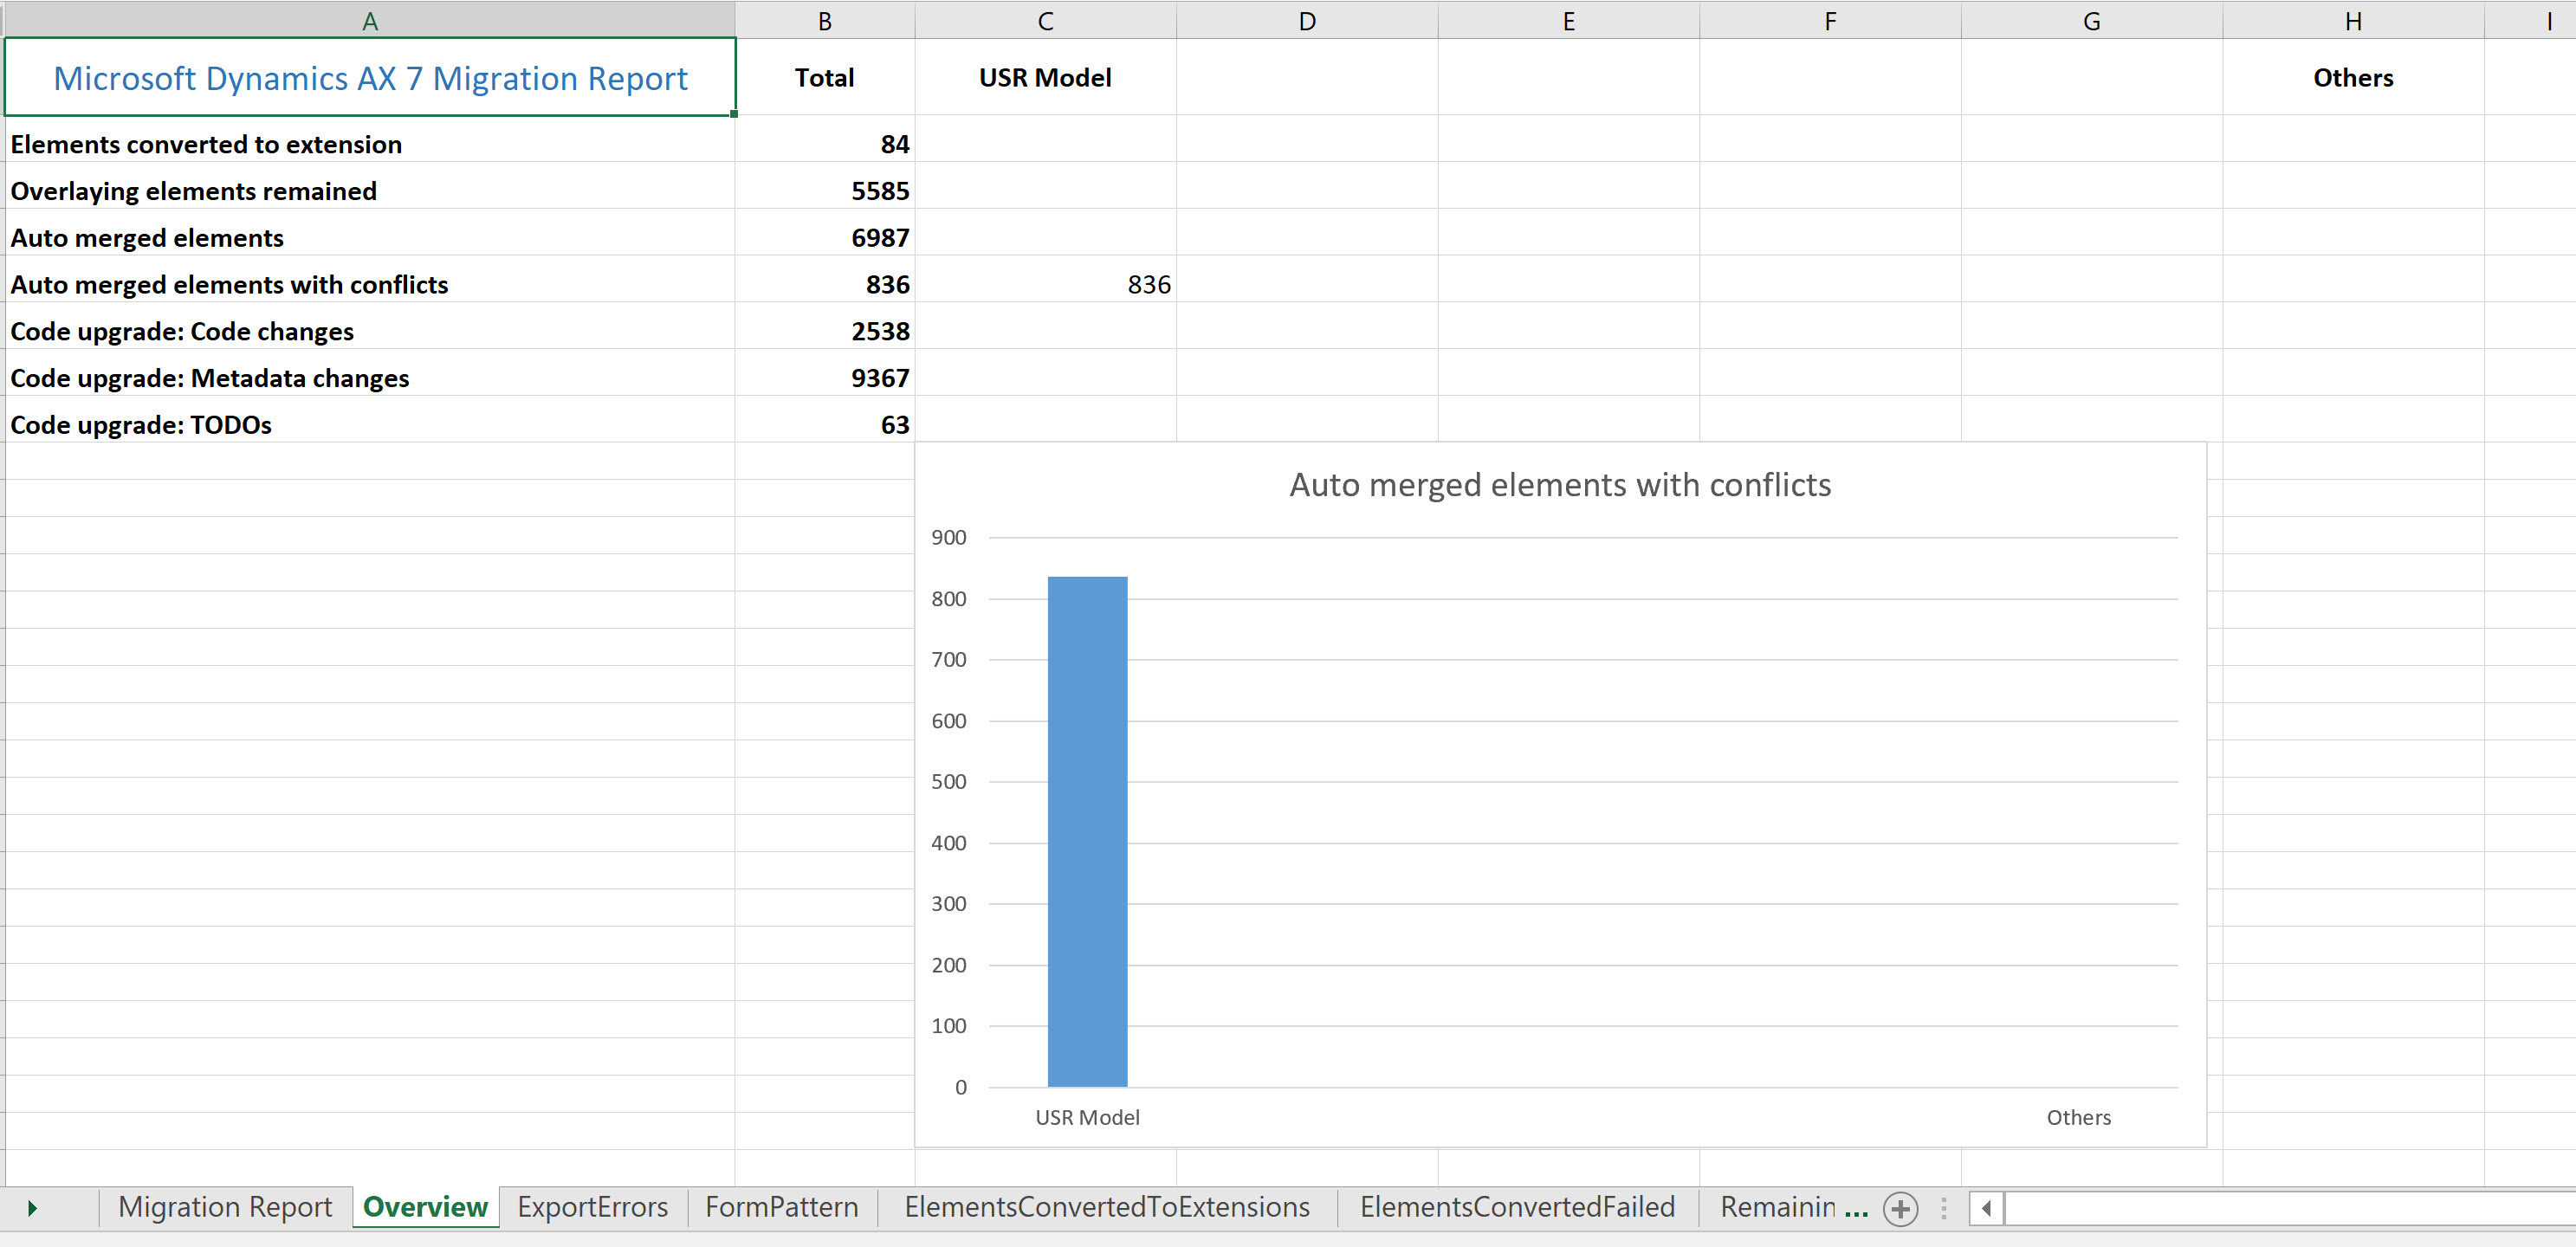 A B C D E F G H I
Microsoft Dynamics AX 7 Migration Report Total USR Model Others
Elements converted to extension 84
Overlaying elements remained 5585
Auto merged elements 6987
Auto merged elements with conflicts 836 836
Code upgrade: Code changes 2538
Code upgrade: Metadata changes 9367
Code upgrade: TODOs 63
Auto merged elements with conflicts
900
800
700
600
500
400
300
200
100
0
USR Model Others
Migration Report Overview ExportErrors FormPattern ElementsConvertedToExtensions ElementsConvertedFailed Remainin ...